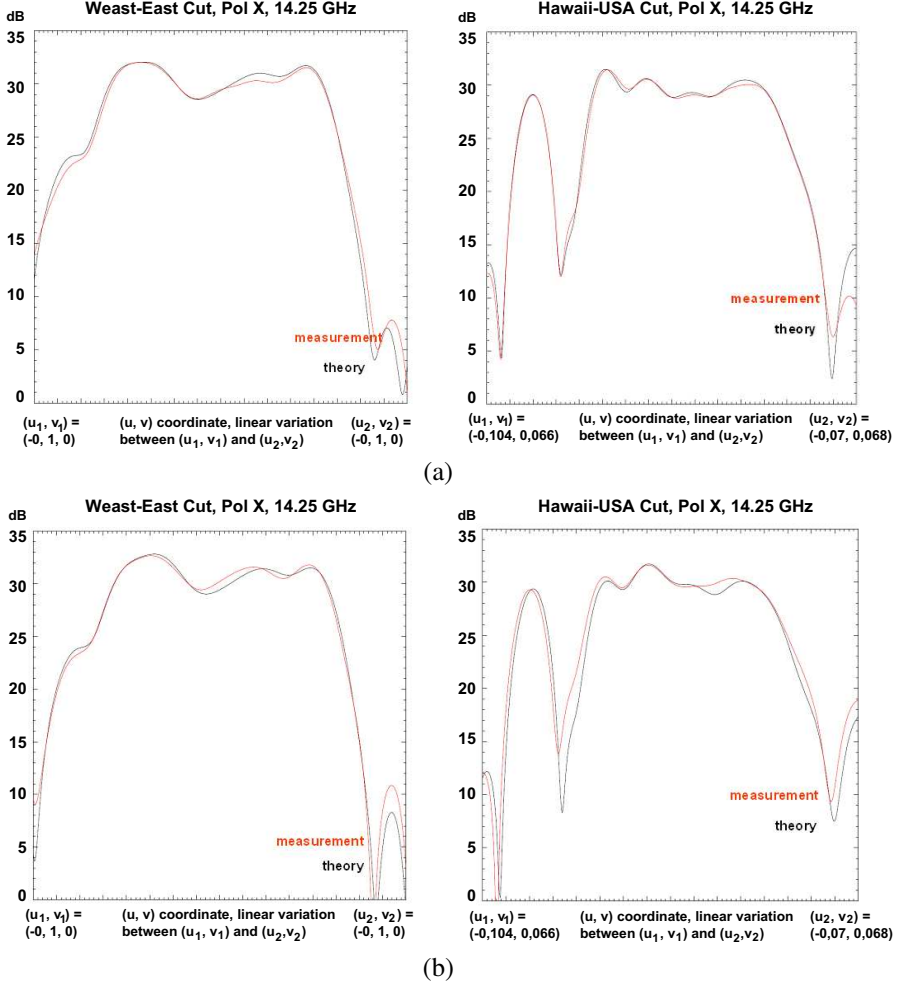 Weast-East Cut, Pol X, 14.25 GHz
dB
35
30
25
20
15
10
5
0
measurement
theory
(u1, v1) = (u, v) coordinate, linear variation (u2, v2) =
(-0, 1, 0) between (u1, v1) and (u2,v2) (-0, 1, 0)
Hawaii-USA Cut, Pol X, 14.25 GHz
dB
35
30
25
20
15
10
5
0
measurement
theory
(u1, v1) = (u, v) coordinate, linear variation (u2, v2) =
(-0,104, 0,066) between (u1, v1) and (u2,v2) (-0,07, 0,068)
(a)
Weast-East Cut, Pol X, 14.25 GHz
dB
35
30
25
20
15
10
5
0
measurement
theory
(u1, v1) = (u, v) coordinate, linear variation (u2, v2) =
(-0, 1, 0) between (u1, v1) and (u2,v2) (-0, 1, 0)
Hawaii-USA Cut, Pol X, 14.25 GHz
dB
35
30
25
20
15
10
5
0
measurement
theory
(u1, v1) = (u, v) coordinate, linear variation (u2, v2) =
(-0,104, 0,066) between (u1, v1) and (u2,v2) (-0,07, 0,068)
(b)